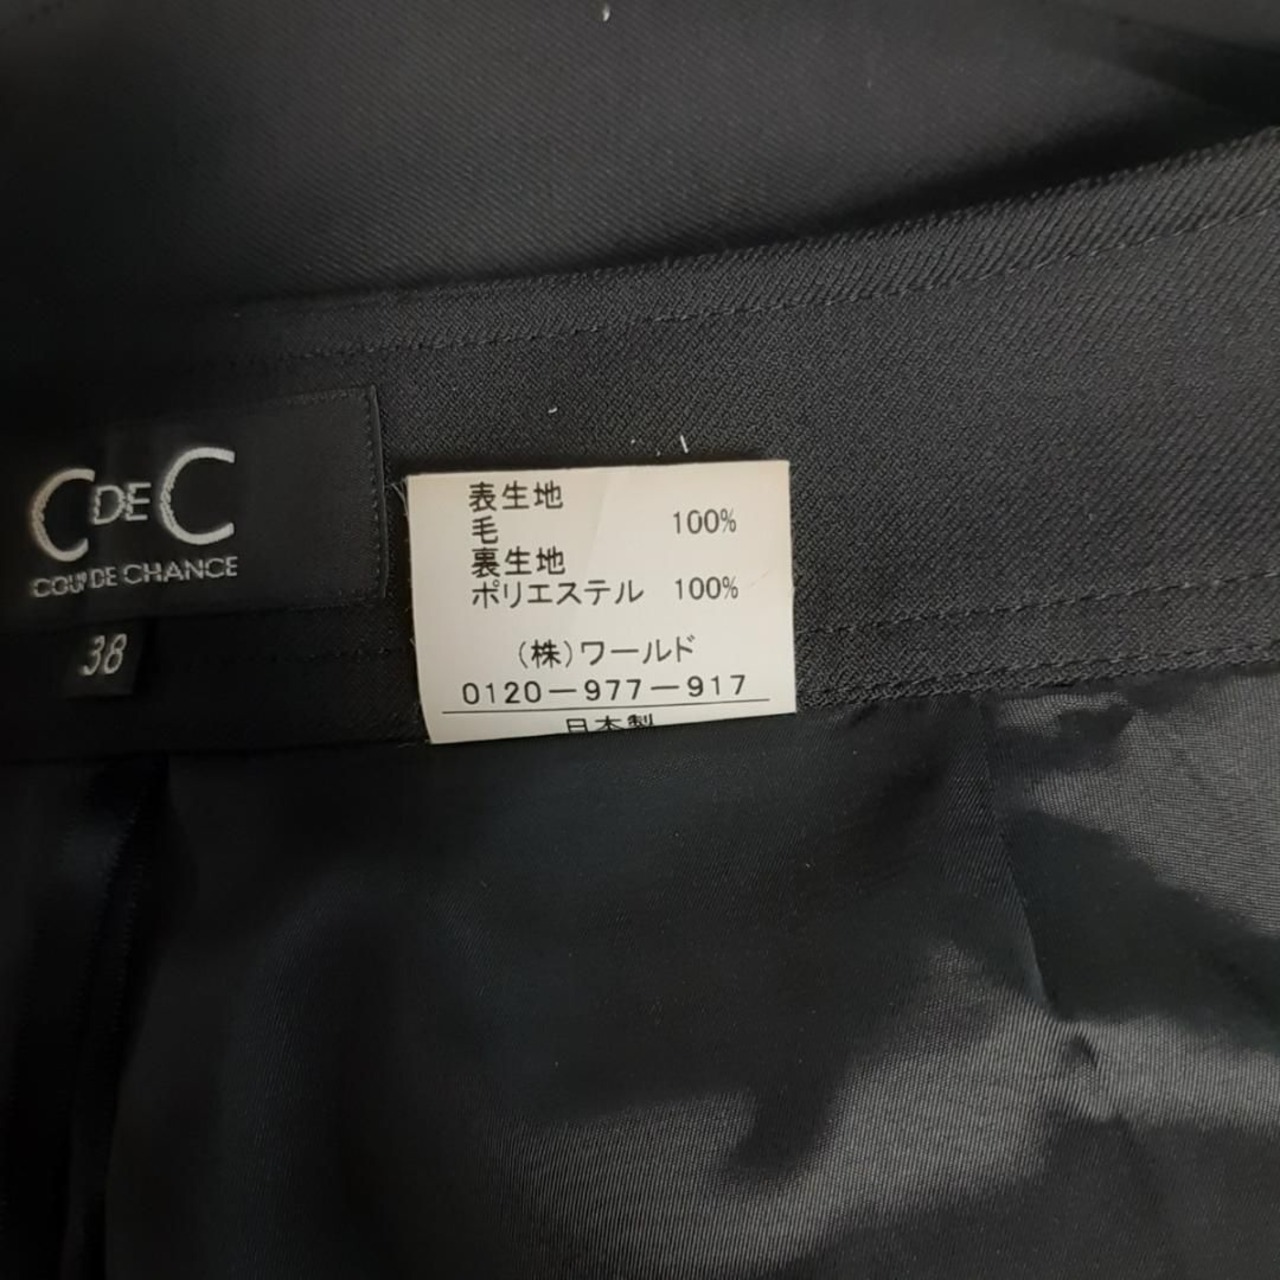 C DE C
COUP DE CHANCE
38
表生地
毛 100%
裏生地
ポリエステル 100%
(株)ワールド
0120-977-917
日本製